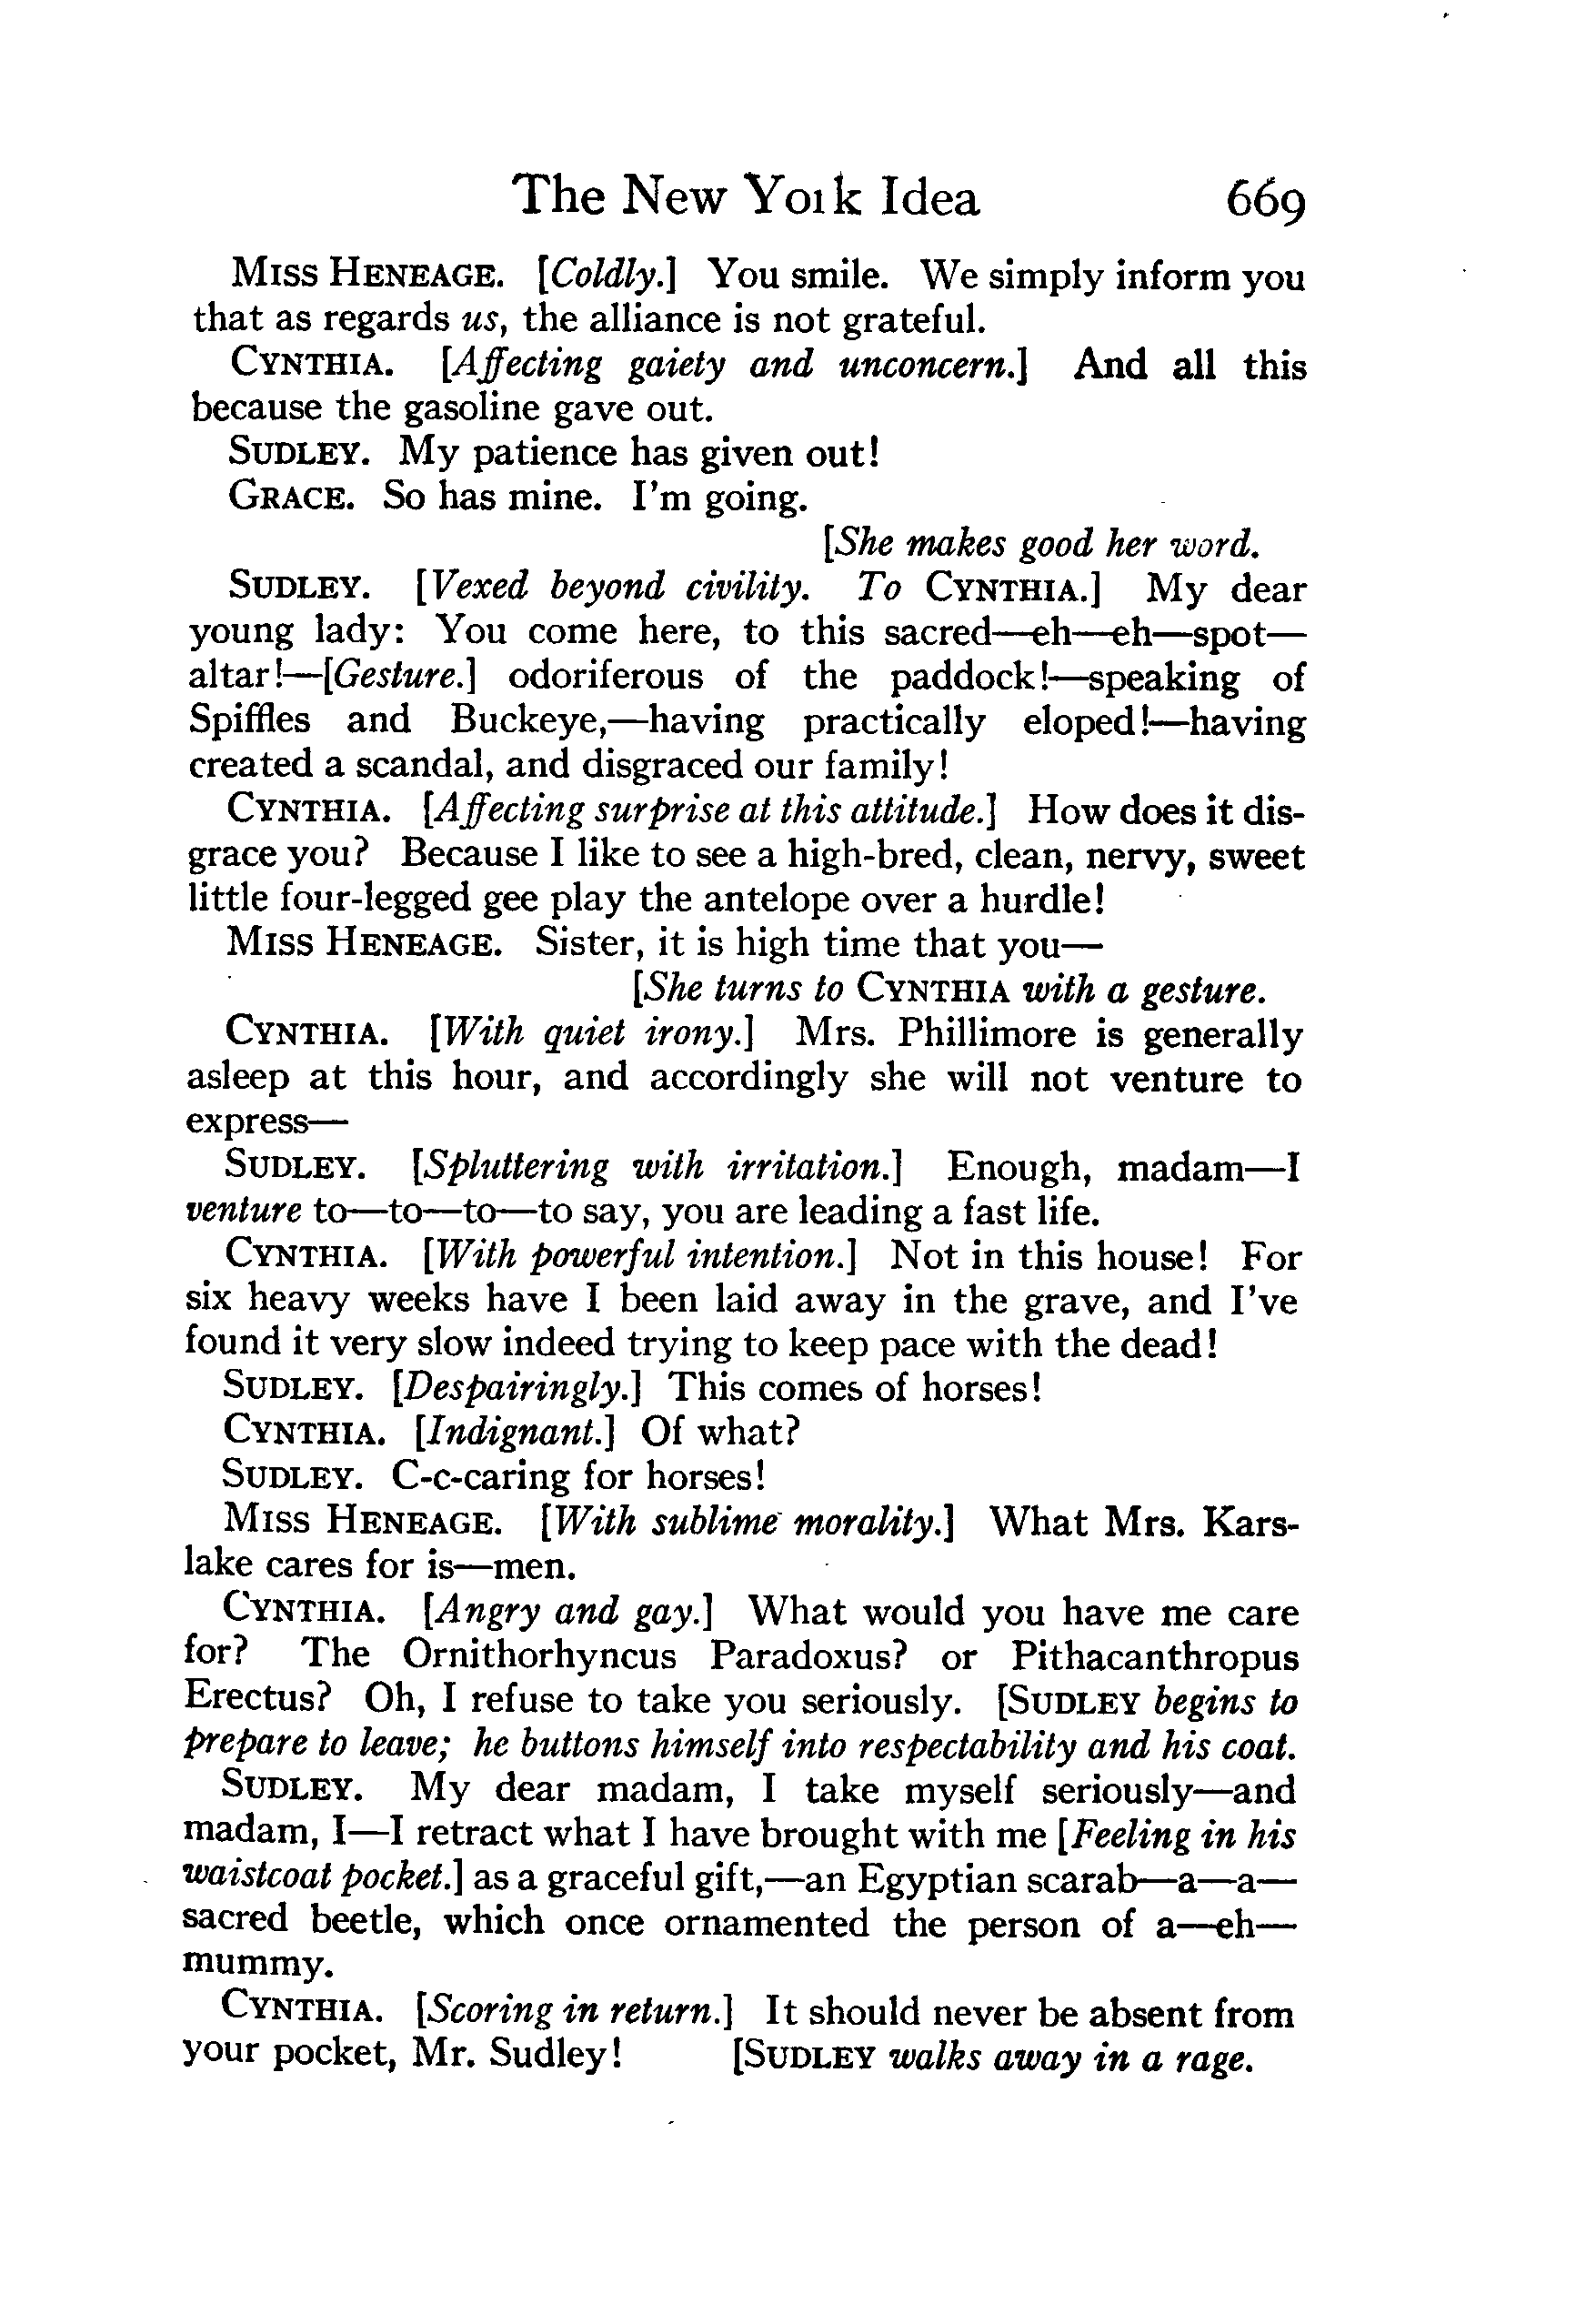 The New York Idea 669
MISS HENEAGE. [Coldly.] You smile. We simply inform you
that as regards us, the alliance is not grateful.
CYNTHIA. [Affecting gaiety and unconcern.] And all this
because the gasoline gave out.
SUDLEY. My patience has given out!
GRACE. So has mine. I'm going.
[She makes good her word.
SUDLEY. [Vexed beyond civility. To CYNTHIA.] My dear
young lady: You come here, to this sacred—eh—eh—spot—
altar!—[Gesture.] odoriferous of the paddock!—speaking of
Spiffles and Buckeye,—having practically eloped!—having
created a scandal, and disgraced our family!
CYNTHIA. [Affecting surprise at this attitude.] How does it dis-
grace you? Because I like to see a high-bred, clean, nervy, sweet
little four-legged gee play the antelope over a hurdle!
MISS HENEAGE. Sister, it is high time that you—
[She turns to CYNTHIA with a gesture.
CYNTHIA. [With quiet irony.] Mrs. Phillimore is generally
asleep at this hour, and accordingly she will not venture to
express—
SUDLEY. [Spluttering with irritation.] Enough, madam—I
venture to—to—to—to say, you are leading a fast life.
CYNTHIA. [With powerful intention.] Not in this house! For
six heavy weeks have I been laid away in the grave, and I've
found it very slow indeed trying to keep pace with the dead!
SUDLEY. [Despairingly.] This comes of horses!
CYNTHIA. [Indignant.] Of what?
SUDLEY. C-c-caring for horses!
MISS HENEAGE. [With sublime morality.] What Mrs. Kars-
lake cares for is—men.
CYNTHIA. [Angry and gay.] What would you have me care
for? The Ornithorhyncus Paradoxus? or Pithacanthropus
Erectus? Oh, I refuse to take you seriously. [SUDLEY begins to
prepare to leave; he buttons himself into respectability and his coat.
SUDLEY. My dear madam, I take myself seriously—and
madam, I—I retract what I have brought with me [Feeling in his
waistcoat pocket.] as a graceful gift,—an Egyptian scarab—a—a—
sacred beetle, which once ornamented the person of a—eh—
mummy.
CYNTHIA. [Scoring in return.] It should never be absent from
your pocket, Mr. Sudley! [SUDLEY walks away in a rage.